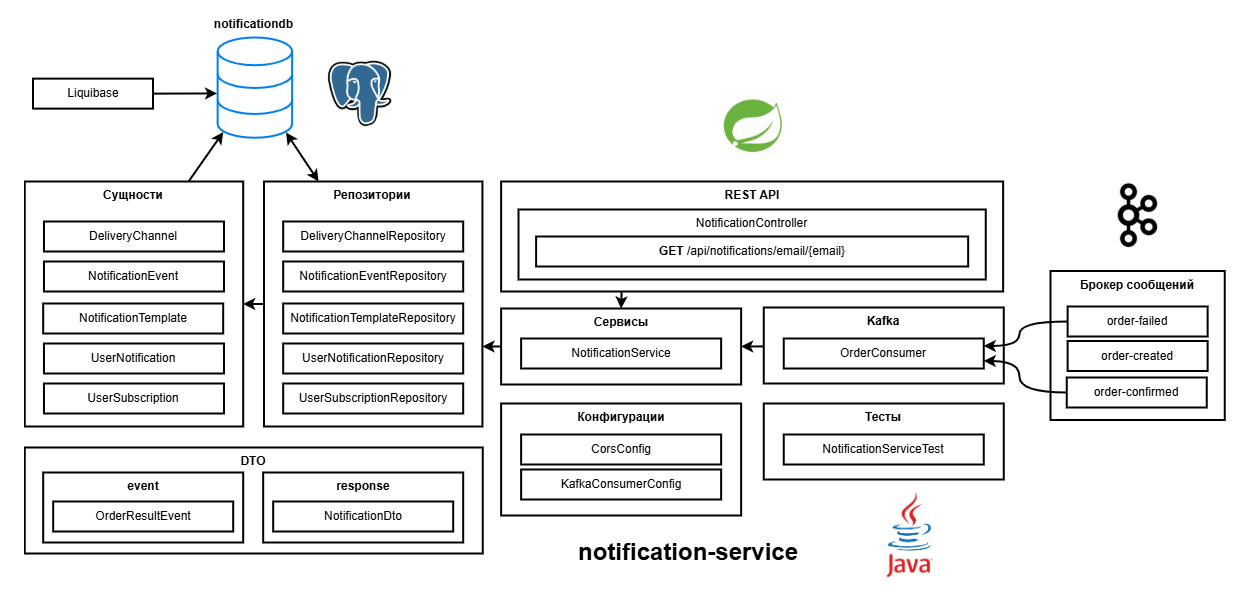 notificationdb
Liquibase
Сущности
DeliveryChannel
NotificationEvent
NotificationTemplate
UserNotification
UserSubscription
Репозитории
DeliveryChannelRepository
NotificationEventRepository
NotificationTemplateRepository
UserNotificationRepository
UserSubscriptionRepository
REST API
NotificationController
GET /api/notifications/email/{email}
Сервисы
NotificationService
Kafka
OrderConsumer
Брокер сообщений
order-failed
order-created
order-confirmed
Конфигурации
CorsConfig
KafkaConsumerConfig
Тесты
NotificationServiceTest
DTO
event
OrderResultEvent
response
NotificationDto
notification-service
Java